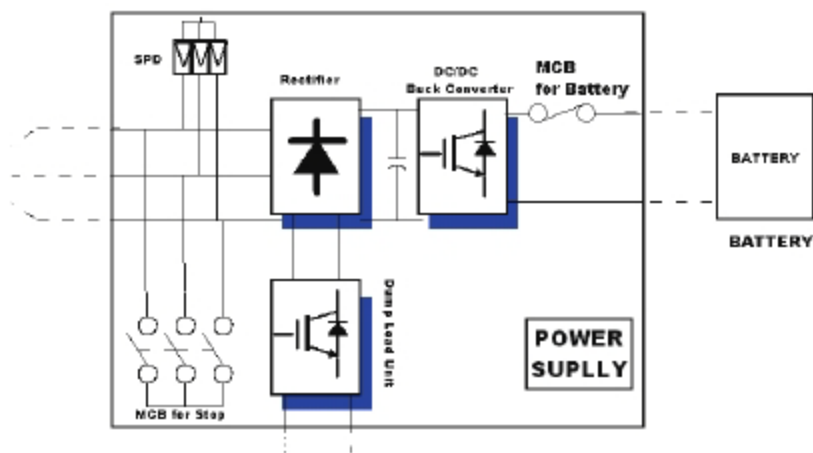 SPD
Rectifier
DC/DC
Buck Converter
MCB
for Battery
BATTERY
BATTERY
Dump Load Unit
POWER
SUPLLY
MCB for Stop